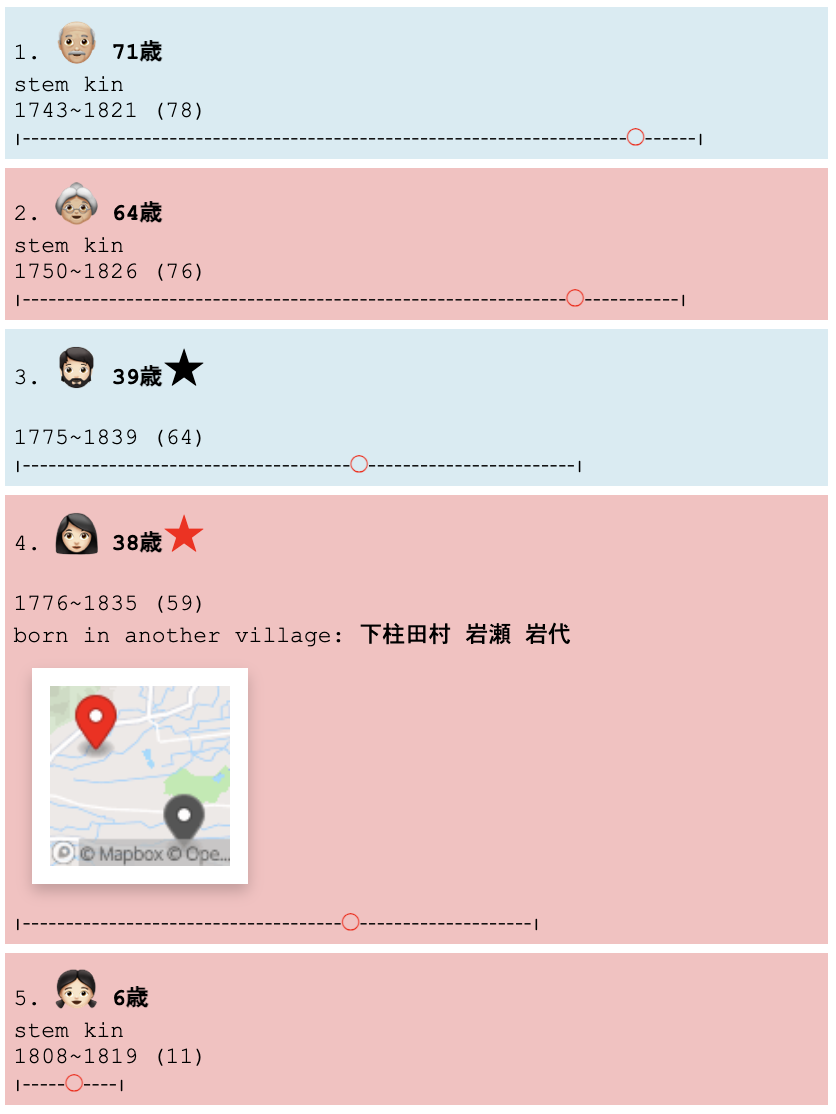 1. 71歳
stem kin
1743~1821 (78)
2. 64歳
stem kin
1750~1826 (76)
3. 39歳★
1775~1839 (64)
4. 38歳★
1776~1835 (59)
born in another village: 下柱田村 岩瀬 岩代
© Mapbox © Ope...
5. 6歳
stem kin
1808~1819 (11)